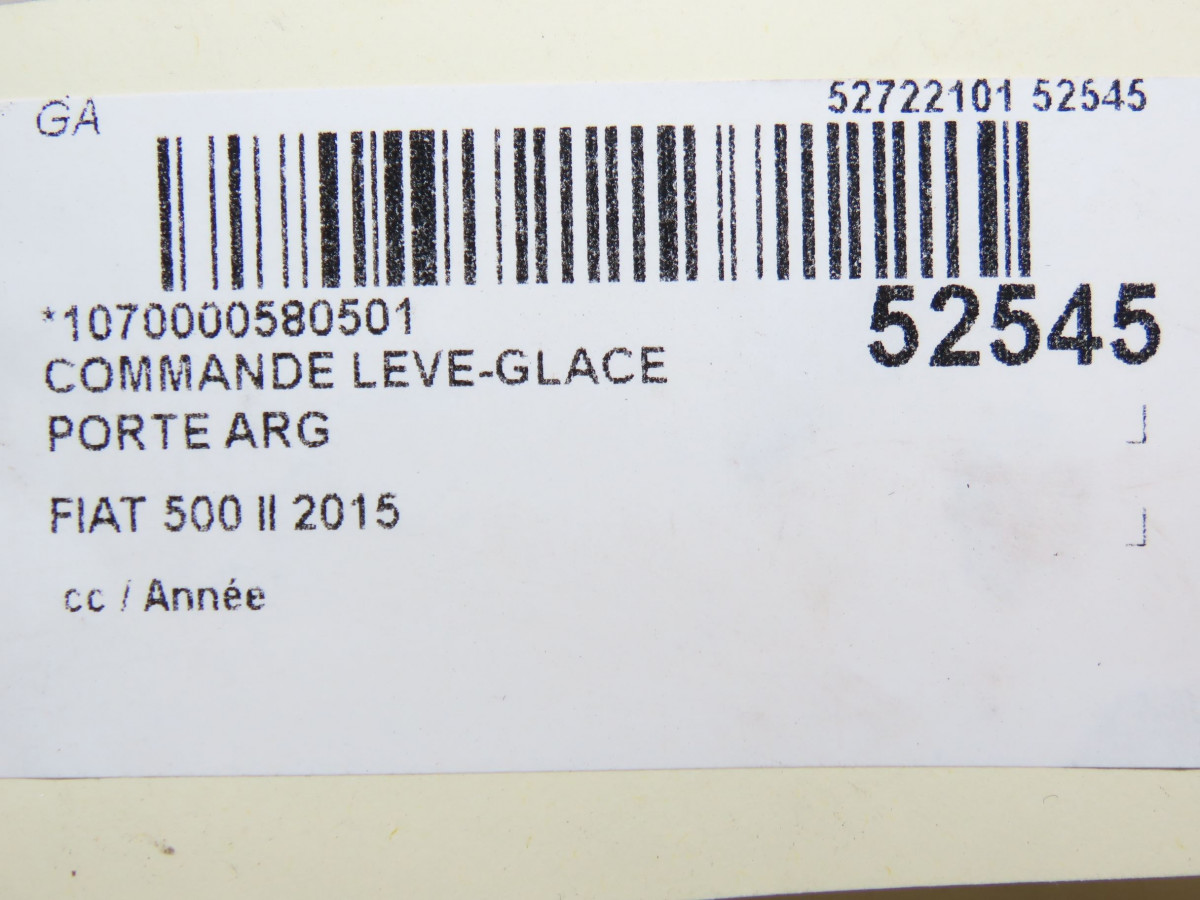 GA
52722101 52545
*1070000580501
52545
COMMANDE LEVE-GLACE
PORTE ARG
FIAT 500 II 2015
cc / Année